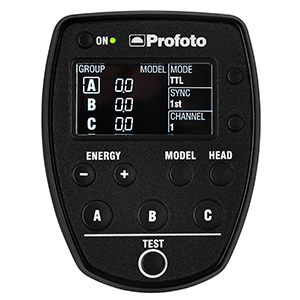 ON
Profoto
GROUP MODEL MODE
TTL
A 0.0
SYNC
1st
B 0.0
CHANNEL
1
C 0.0
ENERGY MODEL HEAD
- +
A B C
TEST